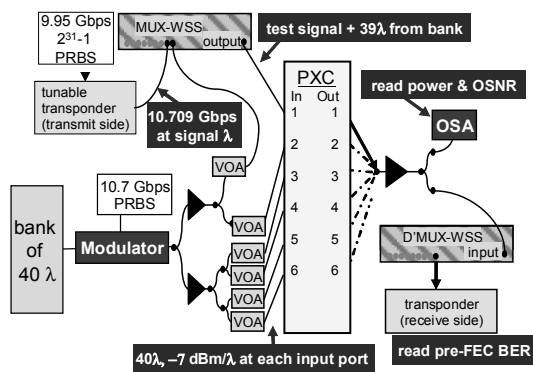 9.95 Gbps
2³¹-1
PRBS
MUX-WSS
output
test signal + 39λ from bank
tunable
transponder
(transmit side)
10.709 Gbps
at signal λ
PXC
In Out
1 1
2 2
3 3
4 4
5 5
6 6
read power & OSNR
OSA
VOA
10.7 Gbps
PRBS
bank
of
40 λ
Modulator
VOA
VOA
VOA
VOA
VOA
D'MUX-WSS
input
transponder
(receive side)
read pre-FEC BER
40λ, –7 dBm/λ at each input port